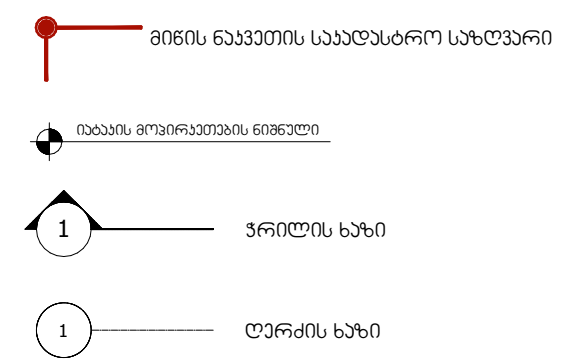 მიწის ნაკვეთის საკადასტრო საზღვარი
იატაკის მოპირკეთების ნიშნული
1
ჭრილის ხაზი
1
ღერძის ხაზი